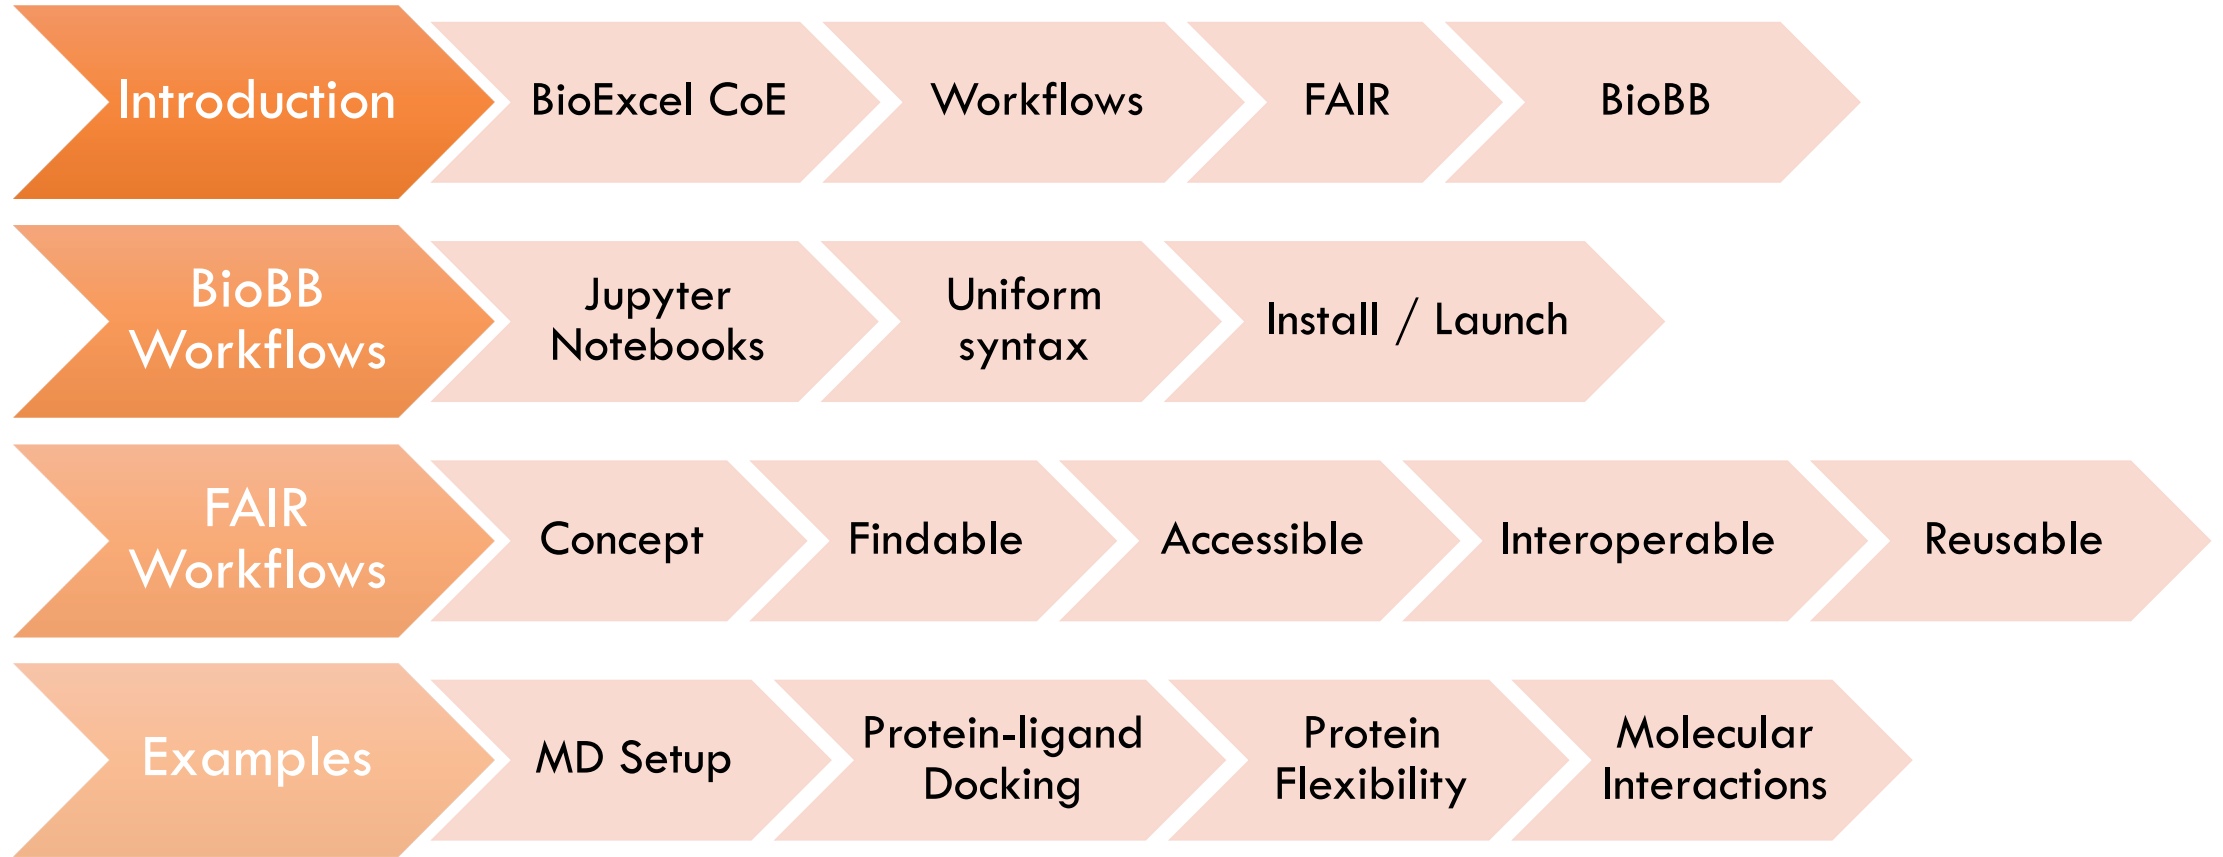 Introduction
BioExcel CoE
Workflows
FAIR
BioBB
BioBB
Workflows
Jupyter
Notebooks
Uniform
syntax
Install / Launch
FAIR
Workflows
Concept
Findable
Accessible
Interoperable
Reusable
Examples
MD Setup
Protein-ligand
Docking
Protein
Flexibility
Molecular
Interactions